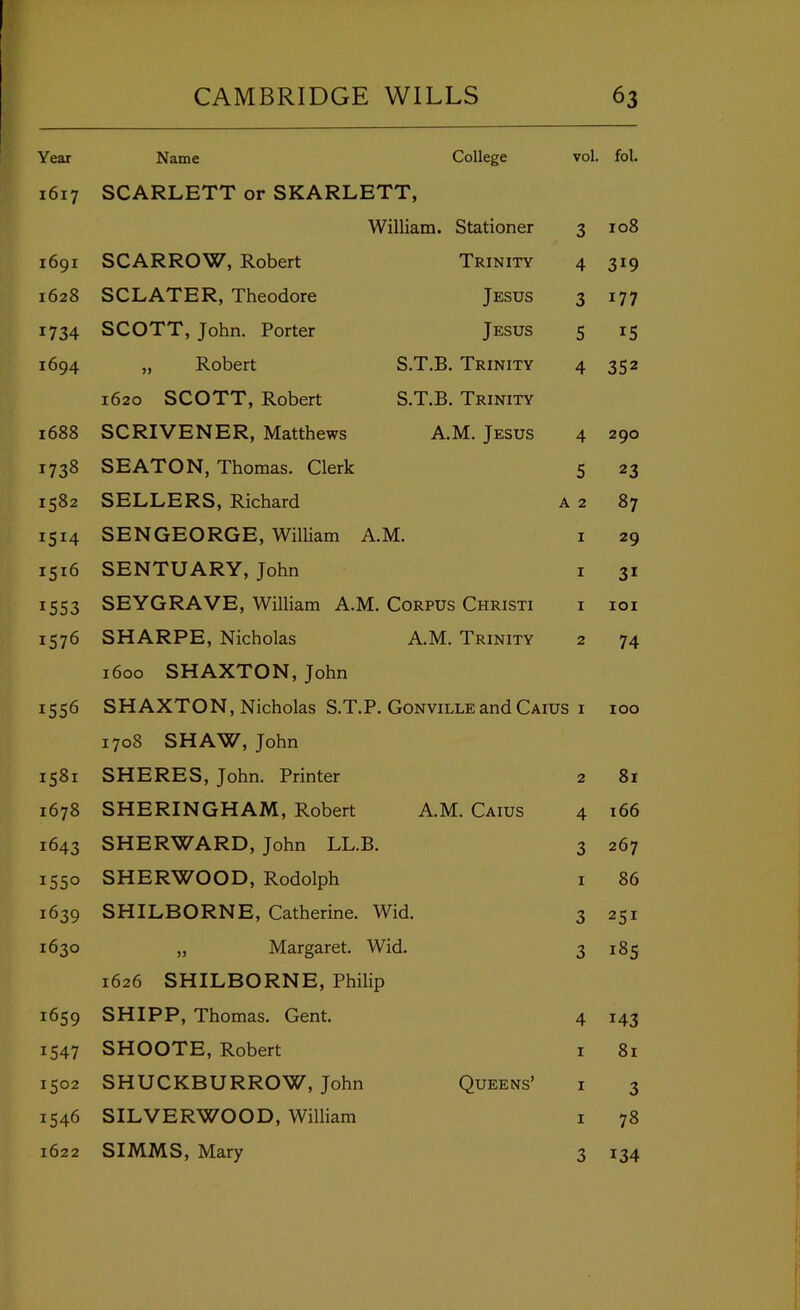 CAMBRIDGE WILLS 63
Year Name College vol. fol.
1617 SCARLETT or SKARLETT,
William. Stationer 3 108
1691 SCARROW, Robert Trinity 4 319
1628 SCLATER, Theodore Jesus 3 177
1734 SCOTT, John. Porter Jesus 5 15
1694 „ Robert S.T.B. Trinity 4 352
1620 SCOTT, Robert S.T.B. Trinity
1688 SCRIVENER, Matthews A.M. Jesus 4 290
1738 SEATON, Thomas. Clerk 5 23
1582 SELLERS, Richard A 2 87
1514 SENGEORGE, William A.M. 1 29
1516 SENTUARY, John 1 31
1553 SEYGRAVE, William A.M. Corpus Christi 1 101
1576 SHARPE, Nicholas A.M. Trinity 2 74
1600 SHAXTON, John
1556 SHAXTON, Nicholas S.T.P. Gonville and Caius 1 100
1708 SHAW, John
1581 SHERES, John. Printer 2 81
1678 SHERINGHAM, Robert A.M. Caius 4 166
1643 SHERWARD, John LL.B. 3 267
1550 SHERWOOD, Rodolph 1 86
1639 SHILBORNE, Catherine. Wid. 3 251
1630 „ Margaret. Wid. 3 185
1626 SHILBORNE, Philip
1659 SHIPP, Thomas. Gent. 4 143
1547 SHOOTE, Robert 1 81
1502 SHUCKBURROW, John Queens' 1 3
1546 SILVERWOOD, William 1 78
1622 SIMMS, Mary 3 134